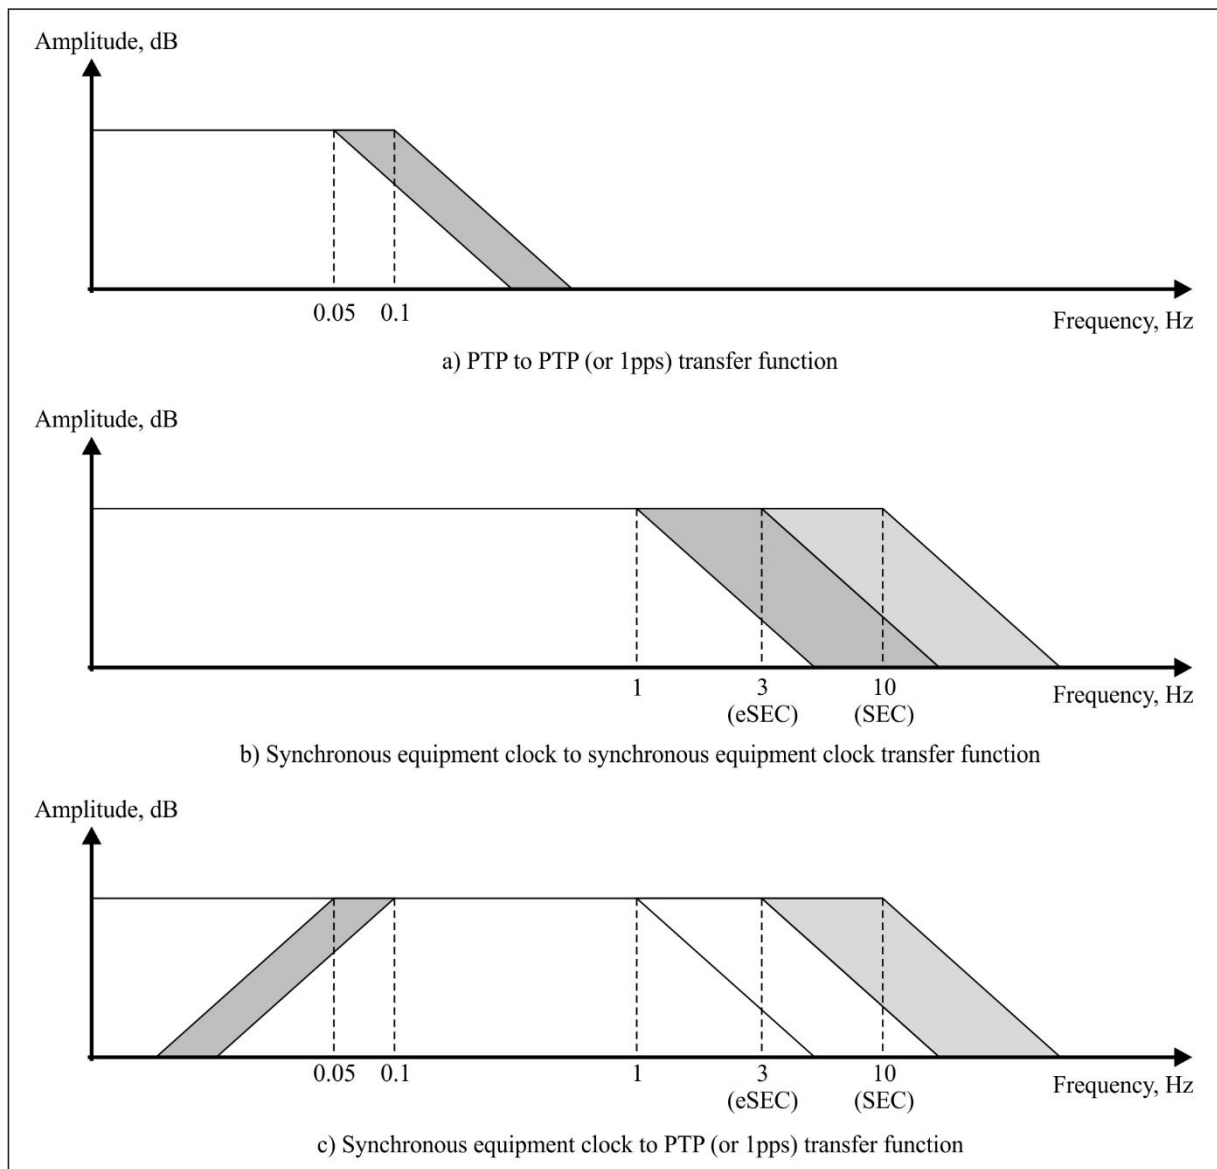 Amplitude, dB
0.05 0.1
Frequency, Hz
a) PTP to PTP (or 1pps) transfer function
Amplitude, dB
1 3 10
(eSEC) (SEC)
Frequency, Hz
b) Synchronous equipment clock to synchronous equipment clock transfer function
Amplitude, dB
0.05 0.1 1 3 10
(eSEC) (SEC)
Frequency, Hz
c) Synchronous equipment clock to PTP (or 1pps) transfer function